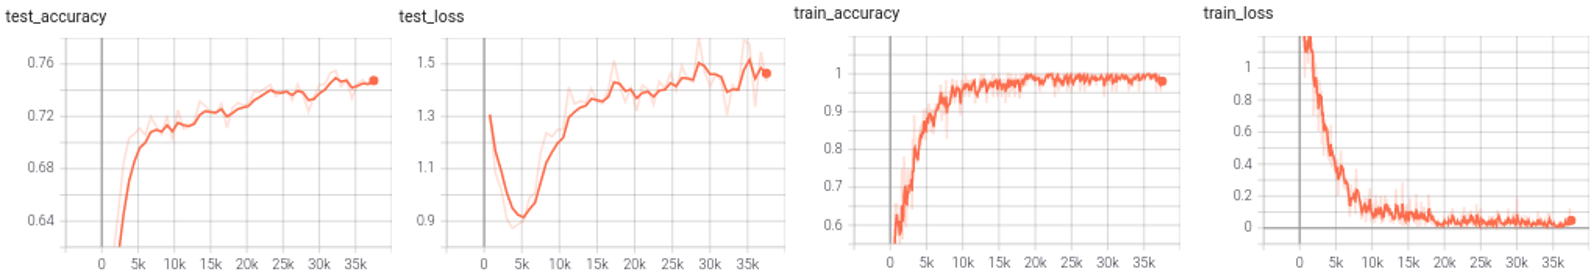 test_accuracy
0.76
0.72
0.68
0.64
0 5k 10k 15k 20k 25k 30k 35k
test_loss
1.5
1.3
1.1
0.9
0 5k 10k 15k 20k 25k 30k 35k
train_accuracy
1
0.9
0.8
0.7
0.6
0 5k 10k 15k 20k 25k 30k 35k
train_loss
1
0.8
0.6
0.4
0.2
0
0 5k 10k 15k 20k 25k 30k 35k